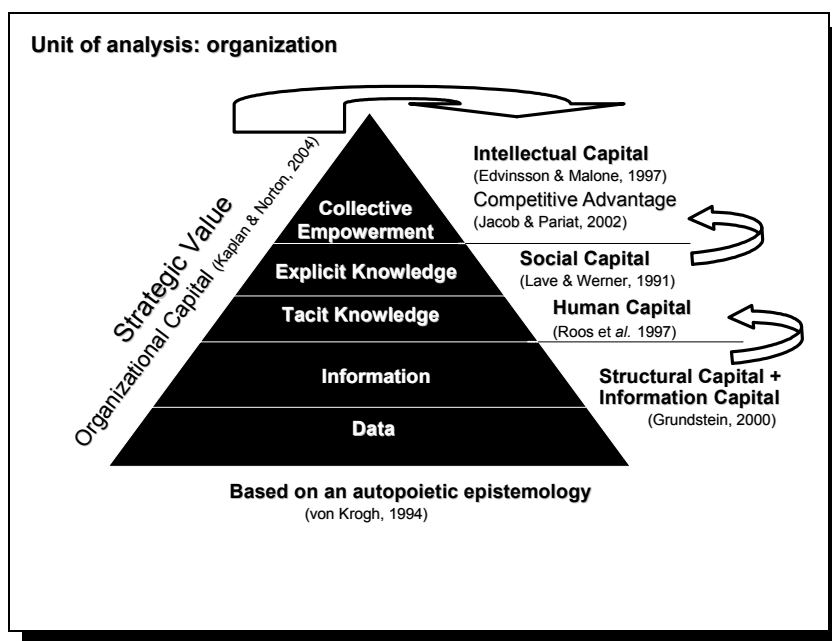 Unit of analysis: organization
Strategic Value
Organizational Capital (Kaplan & Norton, 2004)
Collective
Empowerment
Explicit Knowledge
Tacit Knowledge
Information
Data
Intellectual Capital
(Edvinsson & Malone, 1997)
Competitive Advantage
(Jacob & Pariat, 2002)
Social Capital
(Lave & Werner, 1991)
Human Capital
(Roos et al. 1997)
Structural Capital +
Information Capital
(Grundstein, 2000)
Based on an autopoietic epistemology
(von Krogh, 1994)